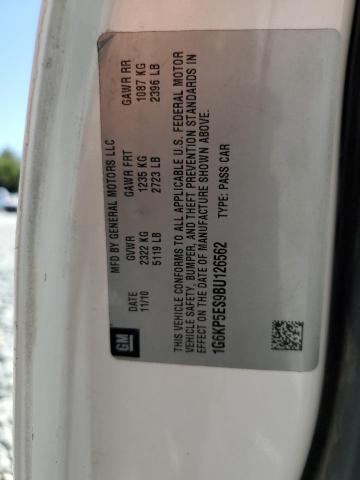 MFD BY GENERAL MOTORS LLC
DATE GVWR GAWR FRT GAWR RR
11/10 2322 KG 1235 KG 1087 KG
5119 LB 2723 LB 2396 LB
THIS VEHICLE CONFORMS TO ALL APPLICABLE U.S. FEDERAL MOTOR
VEHICLE SAFETY, BUMPER, AND THEFT PREVENTION STANDARDS IN
EFFECT ON THE DATE OF MANUFACTURE SHOWN ABOVE.
1G6KP5ES9BU126562 TYPE: PASS CAR
GM